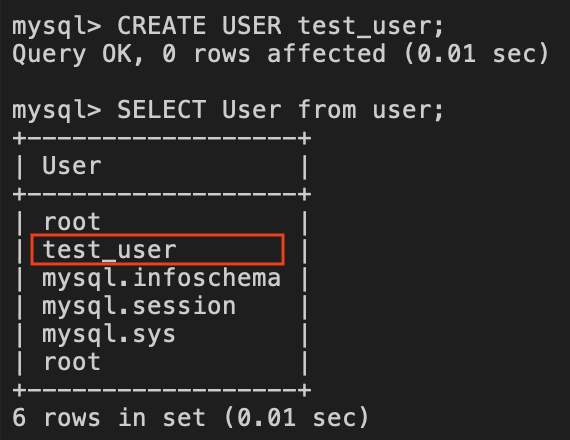 mysql> CREATE USER test_user;
Query OK, 0 rows affected (0.01 sec)
mysql> SELECT User from user;
+------------------+
| User             |
+------------------+
| root             |
| test_user        |
| mysql.infoschema |
| mysql.session    |
| mysql.sys        |
| root             |
+------------------+
6 rows in set (0.01 sec)